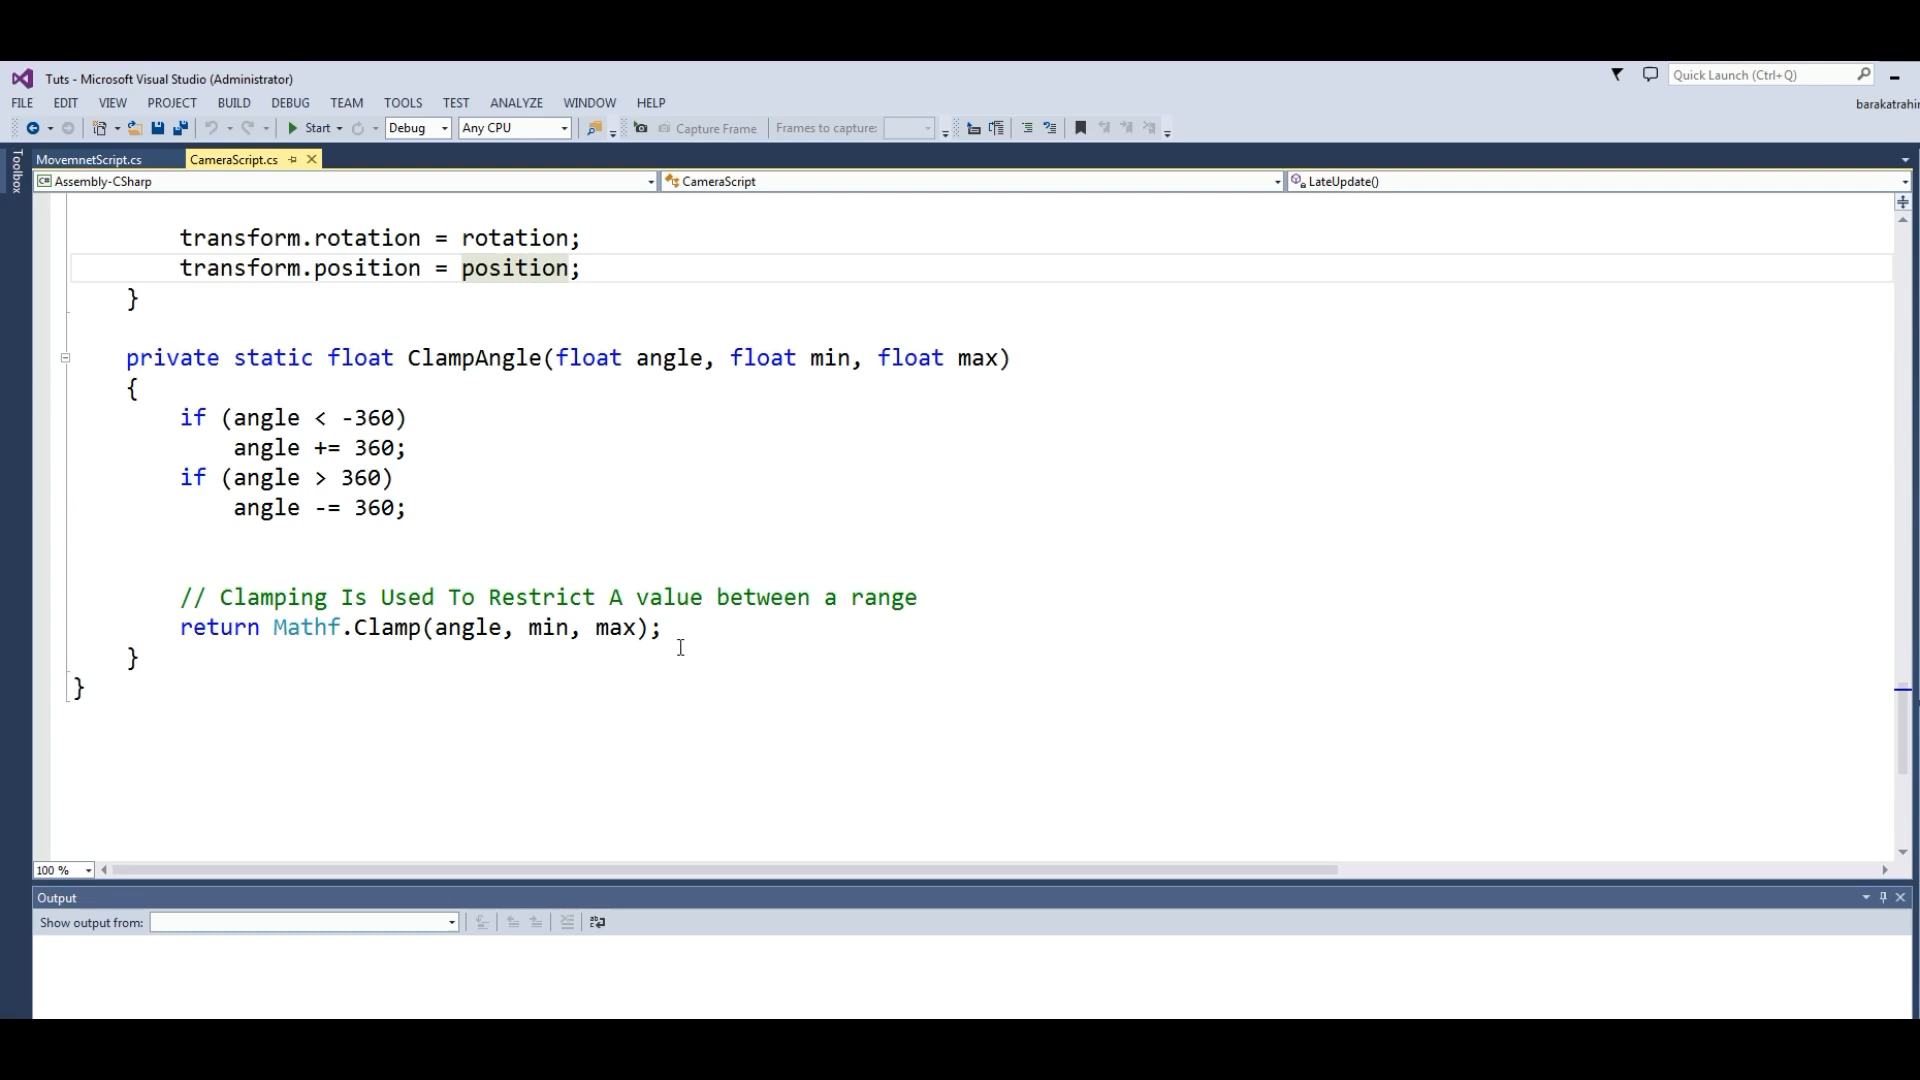 Tuts - Microsoft Visual Studio (Administrator)
Quick Launch (Ctrl+Q)
FILE EDIT VIEW PROJECT BUILD DEBUG TEAM TOOLS TEST ANALYZE WINDOW HELP
barakatrahir
Start Debug Any CPU Capture Frame Frames to capture:
Toolbox
MovemnetScript.cs CameraScript.cs
Assembly-CSharp CameraScript LateUpdate()
transform.rotation = rotation;
transform.position = position;
}
private static float ClampAngle(float angle, float min, float max)
{
if (angle < -360)
angle += 360;
if (angle > 360)
angle -= 360;
// Clamping Is Used To Restrict A value between a range
return Mathf.Clamp(angle, min, max);
}
}
100 %
Output
Show output from: